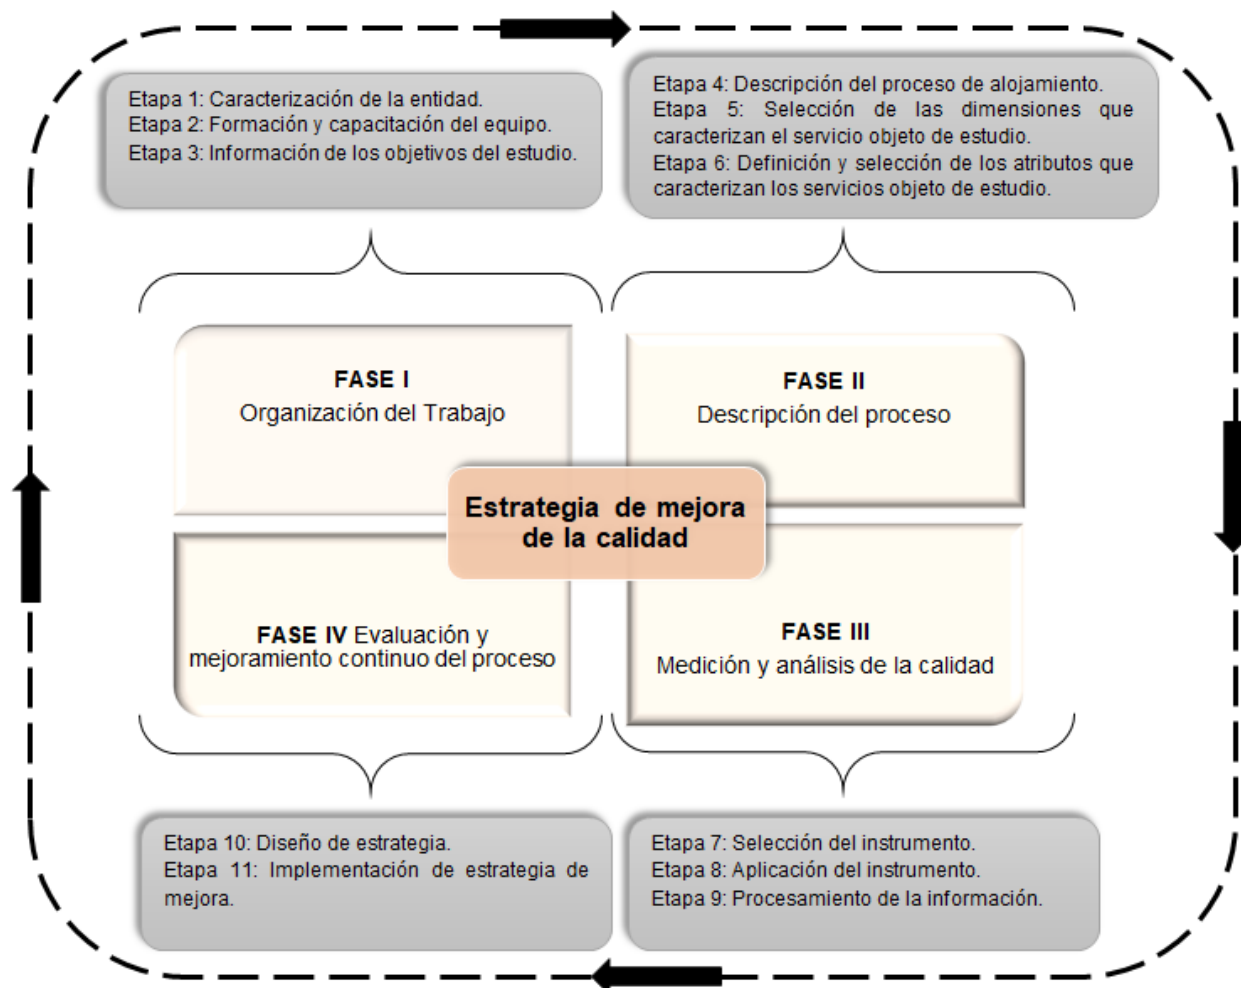 Etapa 1: Caracterización de la entidad.
Etapa 2: Formación y capacitación del equipo.
Etapa 3: Información de los objetivos del estudio.
Etapa 4: Descripción del proceso de alojamiento.
Etapa 5: Selección de las dimensiones que
caracterizan el servicio objeto de estudio.
Etapa 6: Definición y selección de los atributos que
caracterizan los servicios objeto de estudio.
FASE I
Organización del Trabajo
FASE II
Descripción del proceso
Estrategia de mejora
de la calidad
FASE IV Evaluación y
mejoramiento continuo del proceso
FASE III
Medición y análisis de la calidad
Etapa 10: Diseño de estrategia.
Etapa 11: Implementación de estrategia de
mejora.
Etapa 7: Selección del instrumento.
Etapa 8: Aplicación del instrumento.
Etapa 9: Procesamiento de la información.